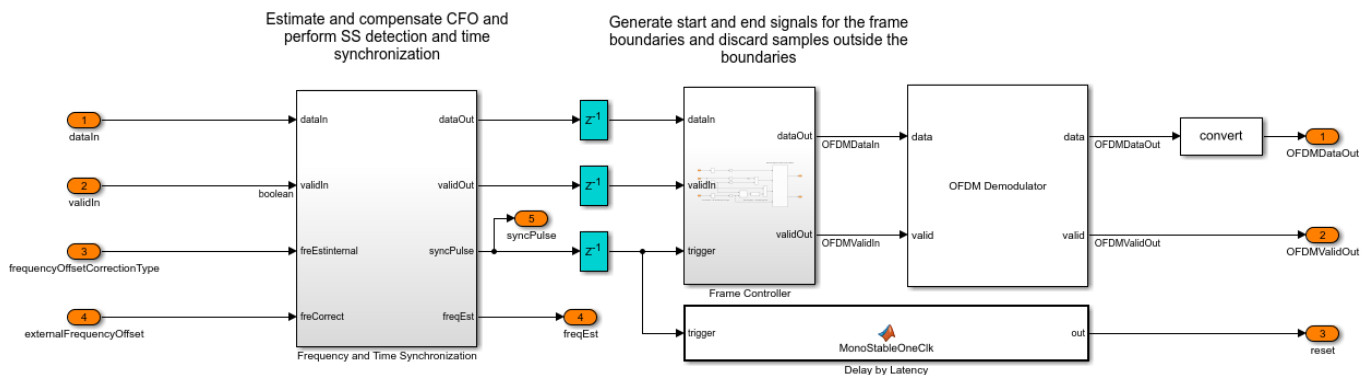 Estimate and compensate CFO and
perform SS detection and time
synchronization
Generate start and end signals for the frame
boundaries and discard samples outside the
boundaries
1
dataIn
2
validIn
3
frequencyOffsetCorrectionType
4
externalFrequencyOffset
boolean
dataIn
validIn
freEstinternal
freCorrect
dataOut
validOut
syncPulse
freqEst
Frequency and Time Synchronization
5
syncPulse
4
freqEst
Z-1
Z-1
Z-1
dataIn
validIn
trigger
dataOut
validOut
Frame Controller
OFDMDataIn
OFDMValidIn
data
valid
OFDM Demodulator
data
valid
OFDMDataOut
OFDMValidOut
convert
1
OFDMDataOut
2
OFDMValidOut
trigger
MonoStableOneClk
out
Delay by Latency
3
reset